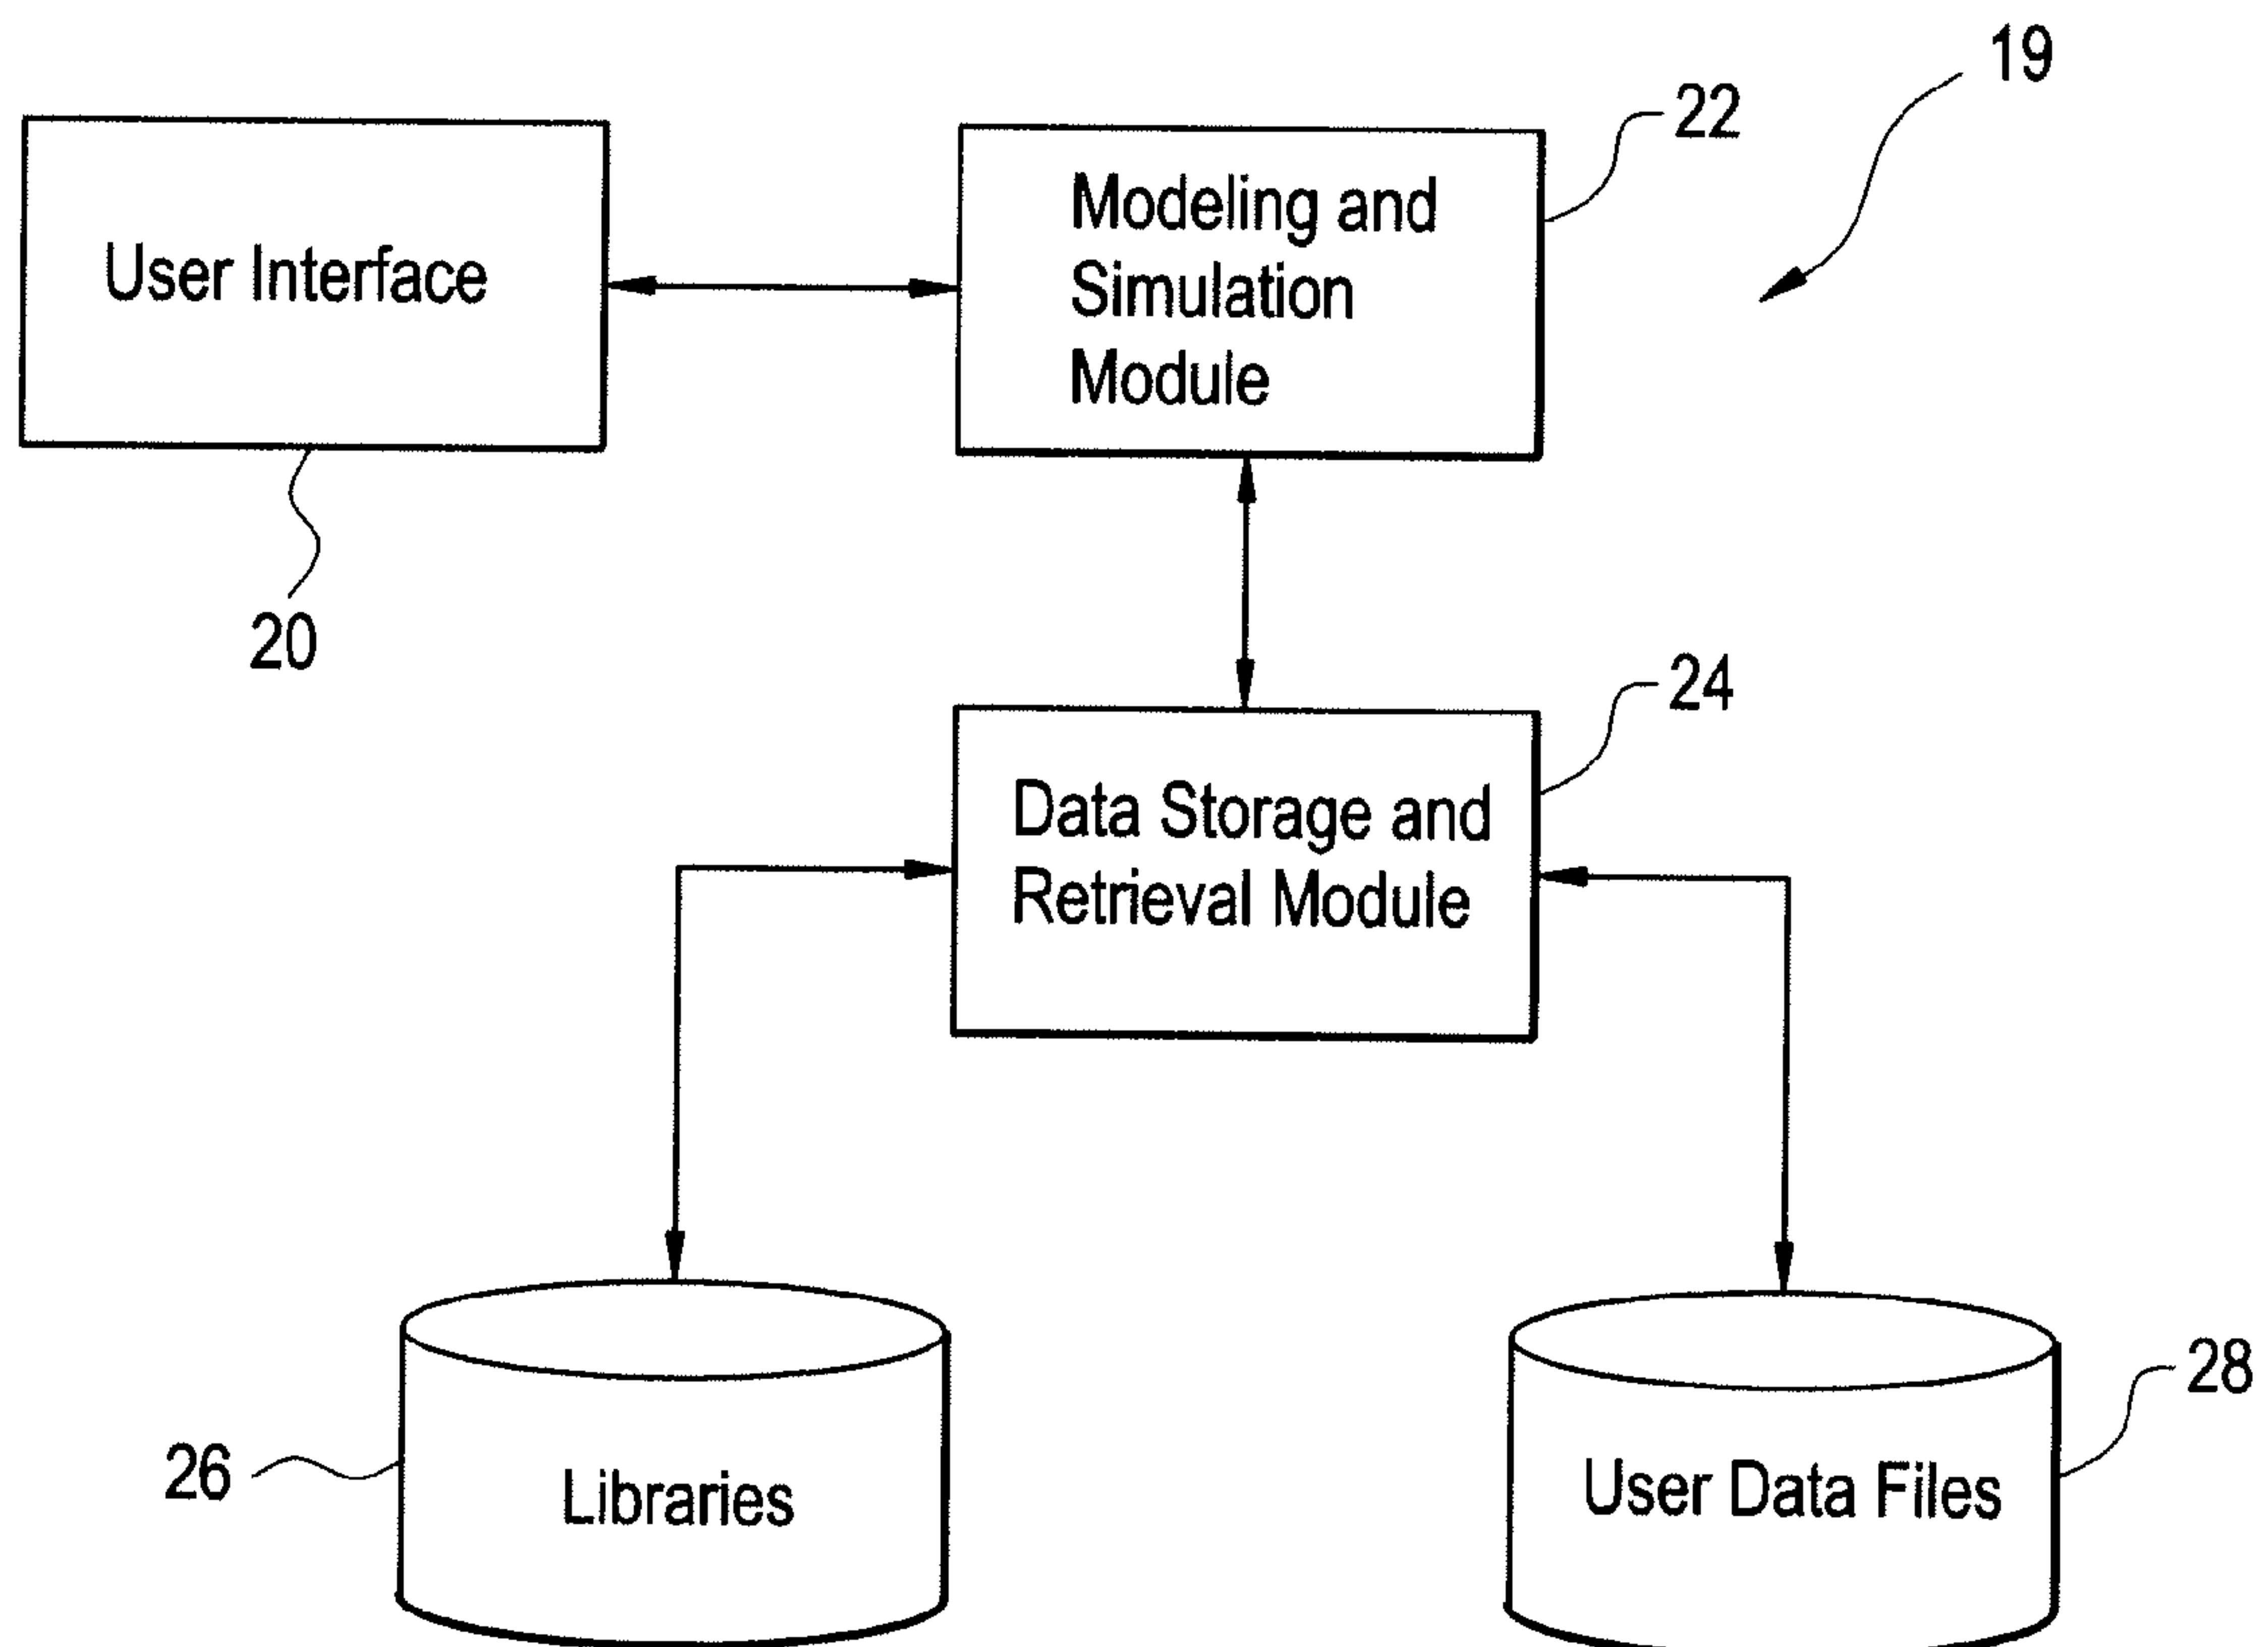 19
22
User Interface
Modeling and
Simulation
Module
20
24
Data Storage and
Retrieval Module
26
Libraries
28
User Data Files